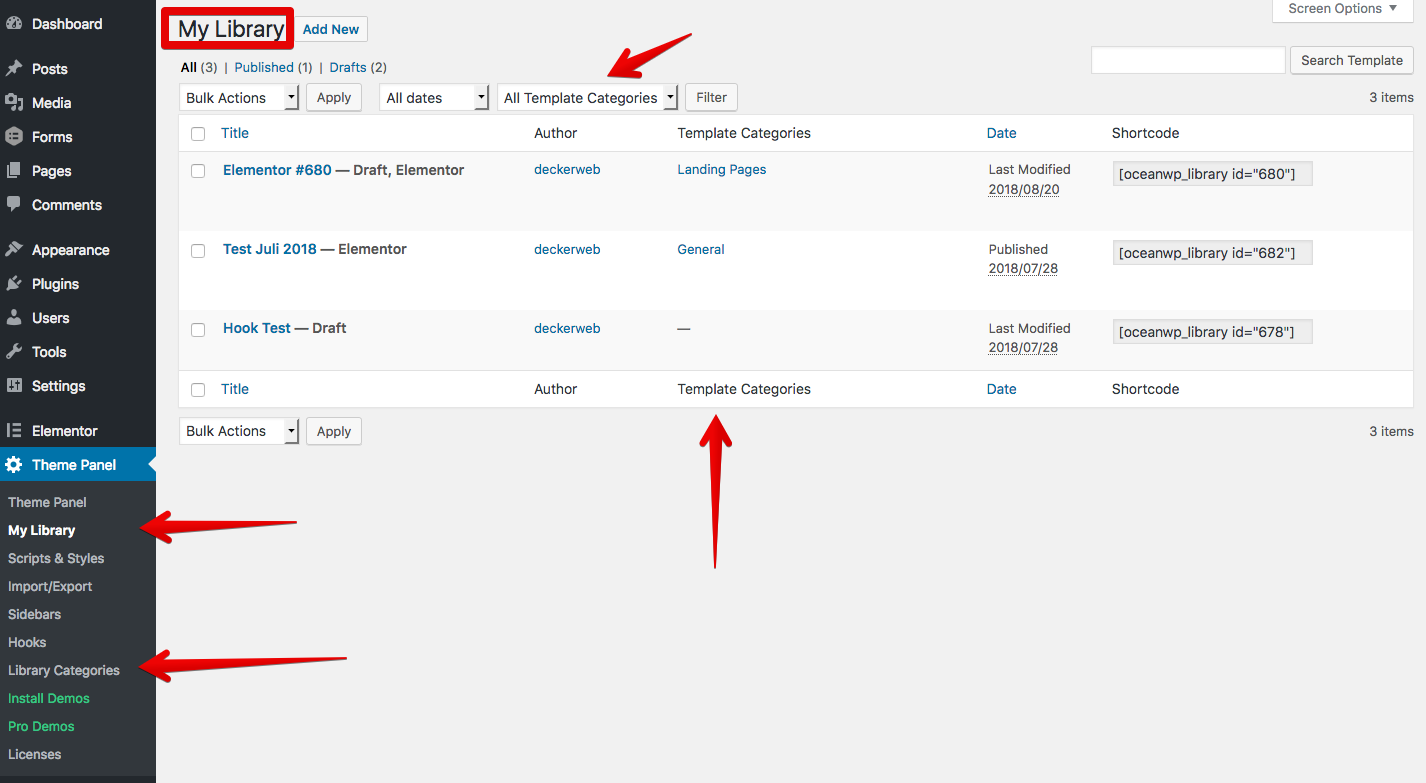 Dashboard
Posts
Media
Forms
Pages
Comments
Appearance
Plugins
Users
Tools
Settings
Elementor
Theme Panel
Theme Panel
My Library
Scripts & Styles
Import/Export
Sidebars
Hooks
Library Categories
Install Demos
Pro Demos
Licenses
Screen Options ▼
My Library Add New
All (3) | Published (1) | Drafts (2)
Search Template
Bulk Actions Apply All dates All Template Categories Filter 3 items
Title Author Template Categories Date Shortcode
Elementor #680 — Draft, Elementor deckerweb Landing Pages Last Modified [oceanwp_library id="680"]
2018/08/20
Test Juli 2018 — Elementor deckerweb General Published [oceanwp_library id="682"]
2018/07/28
Hook Test — Draft deckerweb — Last Modified [oceanwp_library id="678"]
2018/07/28
Title Author Template Categories Date Shortcode
Bulk Actions Apply 3 items